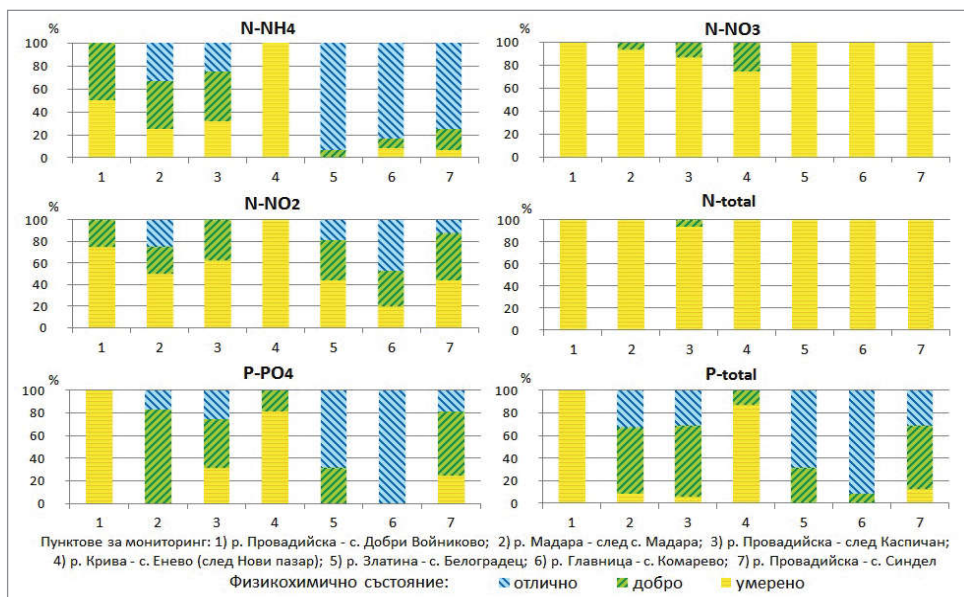 N-NH4
N-NO3
%
100
80
60
40
20
0
1 2 3 4 5 6 7
%
100
80
60
40
20
0
1 2 3 4 5 6 7
N-NO2
N-total
%
100
80
60
40
20
0
1 2 3 4 5 6 7
%
100
80
60
40
20
0
1 2 3 4 5 6 7
P-PO4
P-total
%
100
80
60
40
20
0
1 2 3 4 5 6 7
%
100
80
60
40
20
0
1 2 3 4 5 6 7
Пунктове за мониторинг: 1) р. Провадийска - с. Добри Войниково; 2) р. Мадара - след с. Мадара; 3) р. Провадийска - след Каспичан;
4) р. Крива - с. Енево (след Нови пазар); 5) р. Златина - с. Белоградец; 6) р. Главница - с. Комарево; 7) р. Провадийска - с. Синдел
Физикохимично състояние: отлично добро умерено